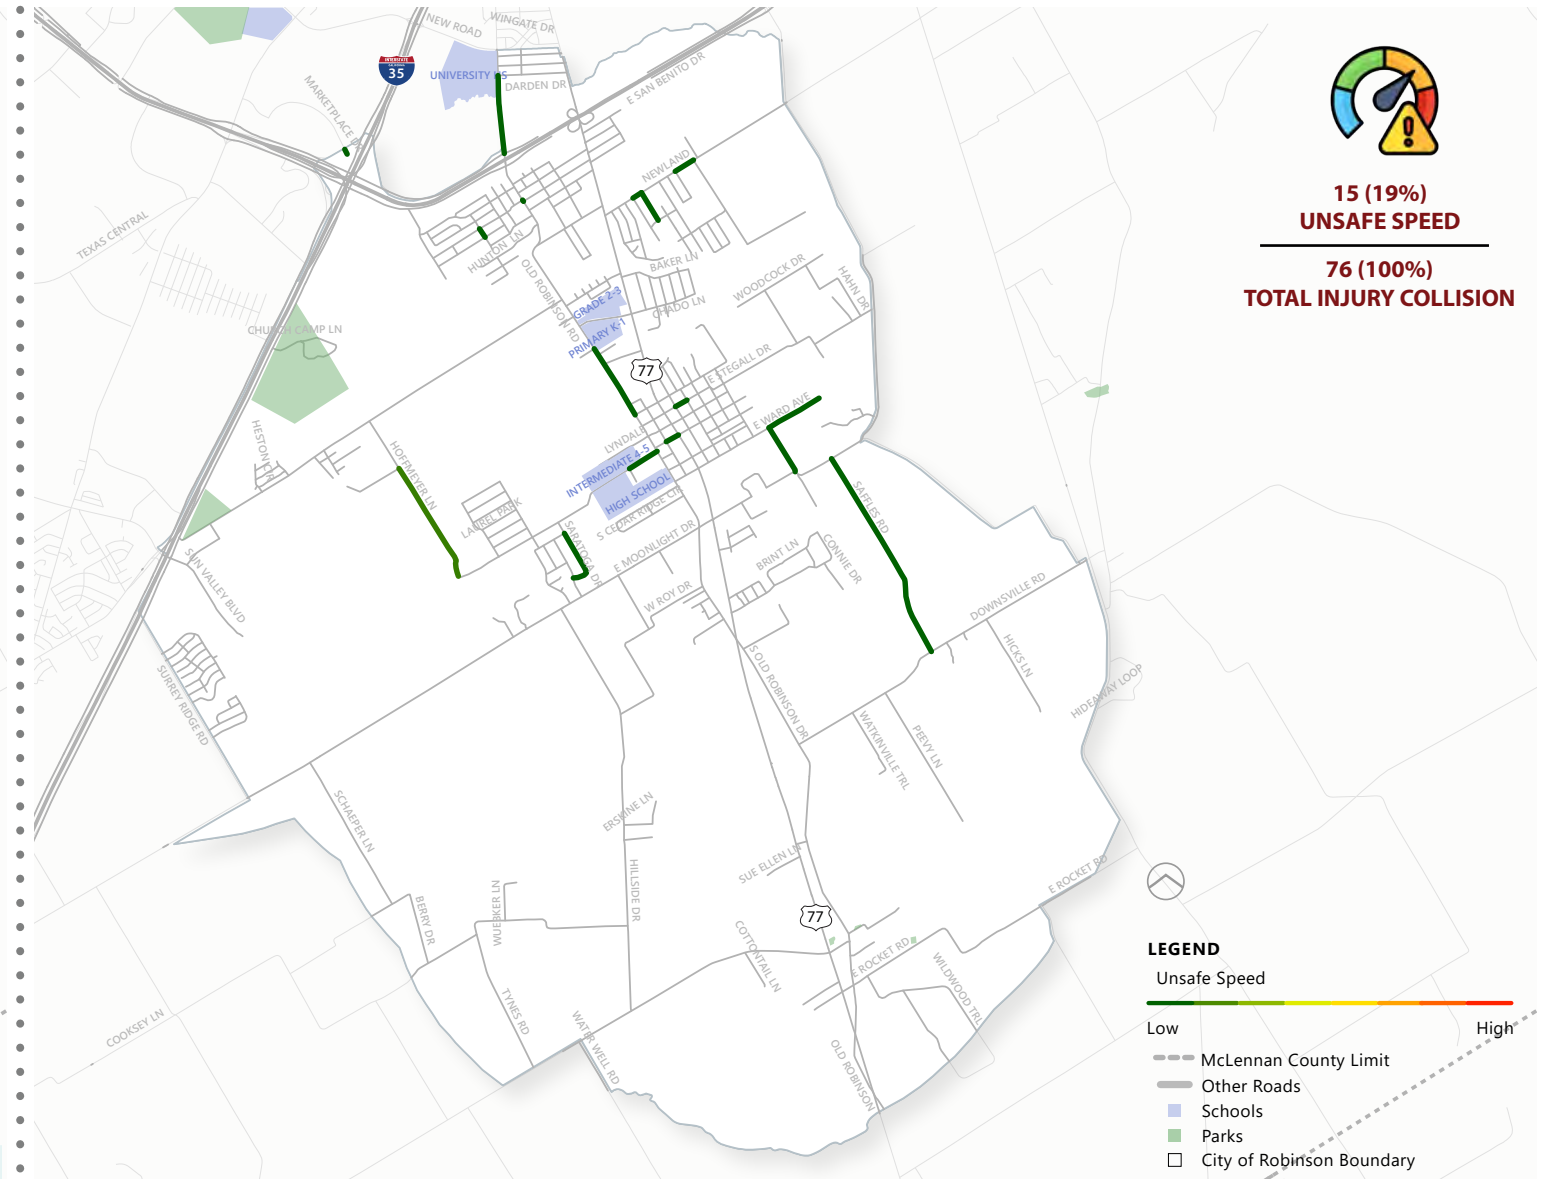 NEW ROAD
WINGATE DR
INTERSTATE
35
UNIVERSITY HS
DARDEN DR
E SAN BENITO DR
MARKETPLACE DR
NEWLAND
TEXAS CENTRAL
HUNTON LN
OLD ROBINSON RD
BAKER LN
WOODCOCK DR
HAHN DR
GRADE 2-3
CHADO LN
PRIMARY K-1
CHURCH CAMP LN
77
E STEGALL DR
E WARD AVE
LYNDALE
HESTON CIR
HOFFMEYER LN
INTERMEDIATE 4-5
HIGH SCHOOL
SAFFLES RD
LAUREL PARK
S CEDAR RIDGE CIR
SARATOGA DR
E MOONLIGHT DR
BRINT LN
CONNIE DR
SUN VALLEY BLVD
W ROY DR
DOWNSVILLE RD
HICKS LN
SURREY RIDGE RD
S OLD ROBINSON DR
HIDEAWAY LOOP
WATKINVILLE TRL
PEEVY LN
SCHAEPER LN
ERSKINE LN
SUE ELLEN LN
HILLSIDE DR
E ROCKET RD
BERRY DR
WUEBKER LN
77
COTTONTAIL LN
E ROCKET RD
WILDWOOD TRL
TYNES RD
COOKSEY LN
WATER WELL RD
OLD ROBINSON
15 (19%)
UNSAFE SPEED
76 (100%)
TOTAL INJURY COLLISION
LEGEND
Unsafe Speed
Low High
McLennan County Limit
Other Roads
Schools
Parks
City of Robinson Boundary